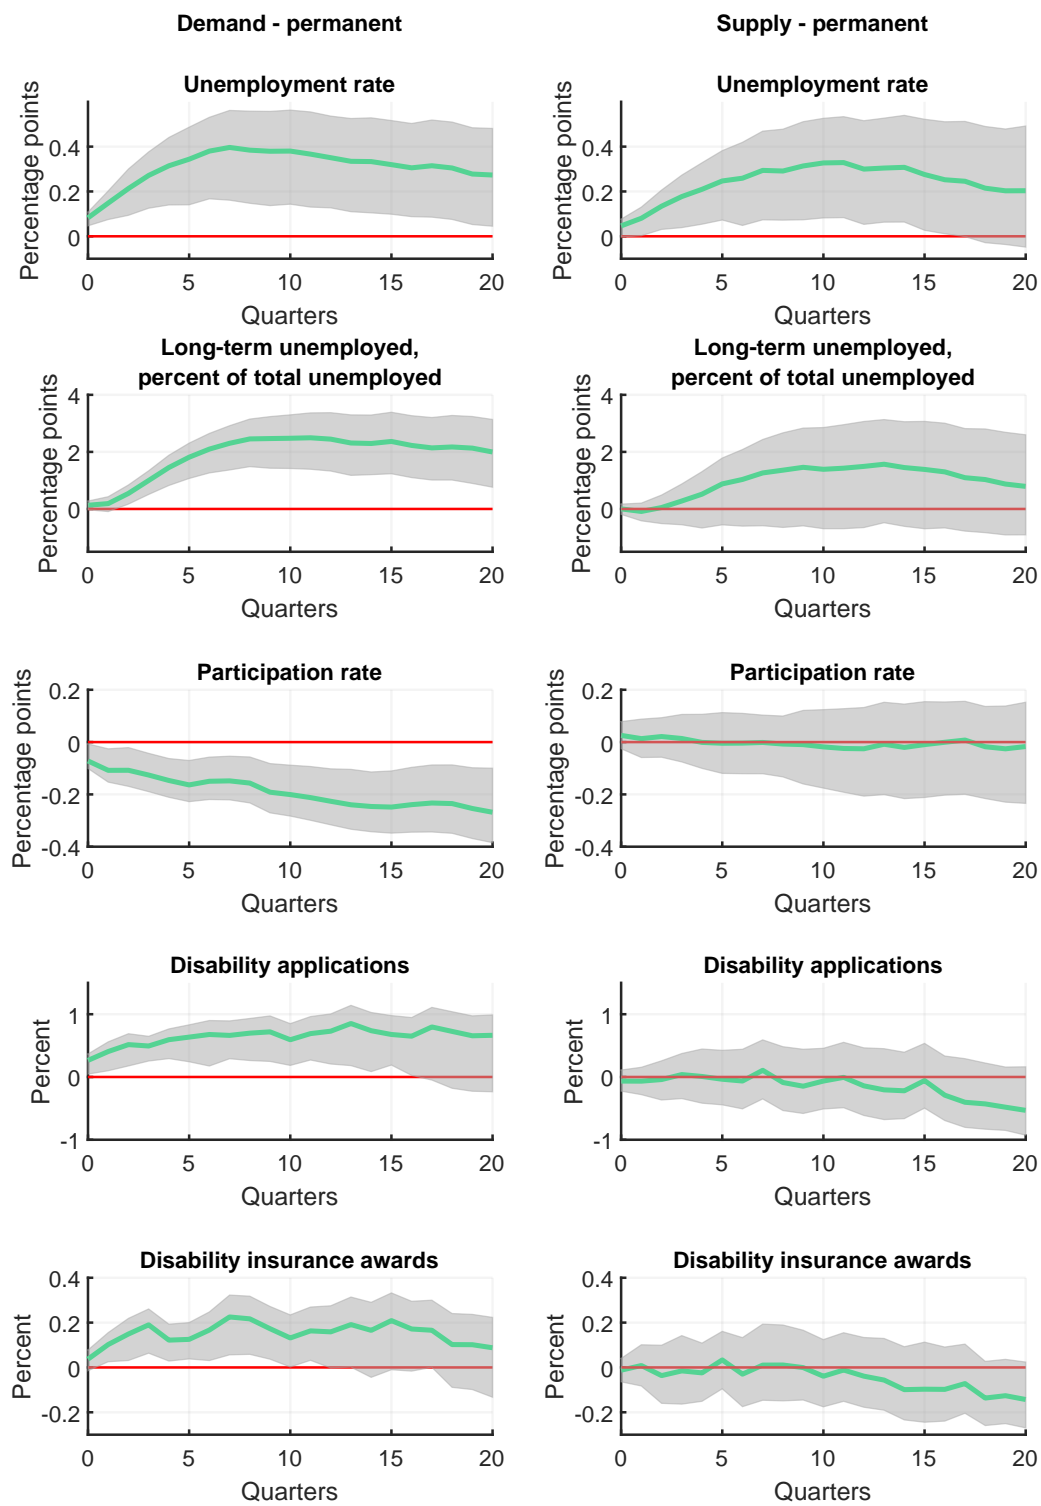 Demand - permanent
Supply - permanent
Unemployment rate
Percentage points
0.4
0.2
0
0
5
10
15
20
Quarters
Unemployment rate
Percentage points
0.4
0.2
0
0
5
10
15
20
Quarters
Long-term unemployed,
percent of total unemployed
Percentage points
4
2
0
0
5
10
15
20
Quarters
Long-term unemployed,
percent of total unemployed
Percentage points
4
2
0
0
5
10
15
20
Quarters
Participation rate
Percentage points
0.2
0
-0.2
-0.4
0
5
10
15
20
Quarters
Participation rate
Percentage points
0.2
0
-0.2
-0.4
0
5
10
15
20
Quarters
Disability applications
Percent
1
0
-1
0
5
10
15
20
Quarters
Disability applications
Percent
1
0
-1
0
5
10
15
20
Quarters
Disability insurance awards
Percent
0.4
0.2
0
-0.2
0
5
10
15
20
Quarters
Disability insurance awards
Percent
0.4
0.2
0
-0.2
0
5
10
15
20
Quarters